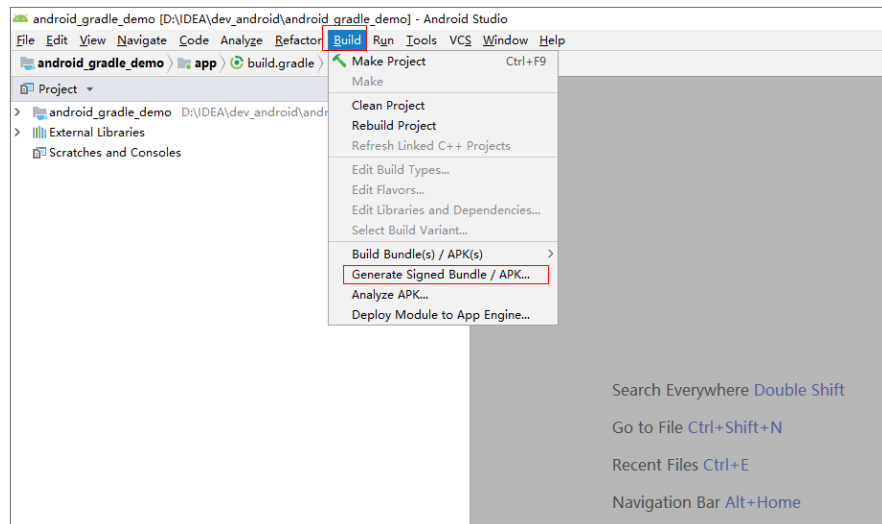 android_gradle_demo [D:\IDEA\dev_android\android_gradle_demo] - Android Studio
File Edit View Navigate Code Analyze Refactor Build Run Tools VCS Window Help
android_gradle_demo app build.gradle
Project
android_gradle_demo D:\IDEA\dev_android\andr
External Libraries
Scratches and Consoles
Make Project Ctrl+F9
Make
Clean Project
Rebuild Project
Refresh Linked C++ Projects
Edit Build Types...
Edit Flavors...
Edit Libraries and Dependencies...
Select Build Variant...
Build Bundle(s) / APK(s)
Generate Signed Bundle / APK...
Analyze APK...
Deploy Module to App Engine...
Search Everywhere Double Shift
Go to File Ctrl+Shift+N
Recent Files Ctrl+E
Navigation Bar Alt+Home